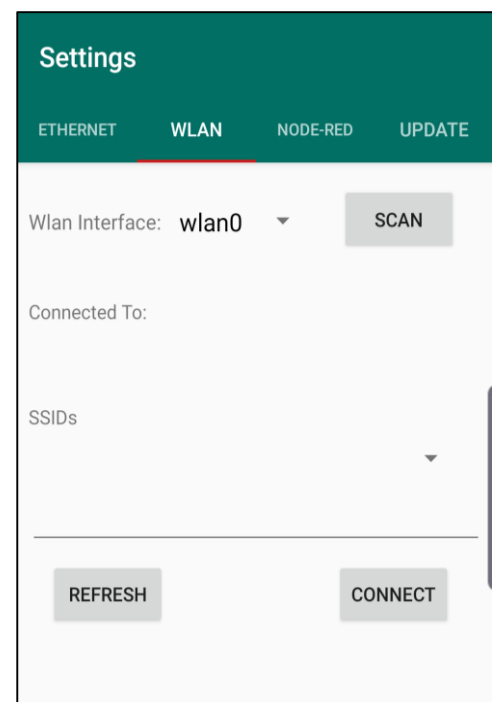 Settings
ETHERNET WLAN NODE-RED UPDATE
Wlan Interface: wlan0 SCAN
Connected To:
SSIDs
REFRESH CONNECT